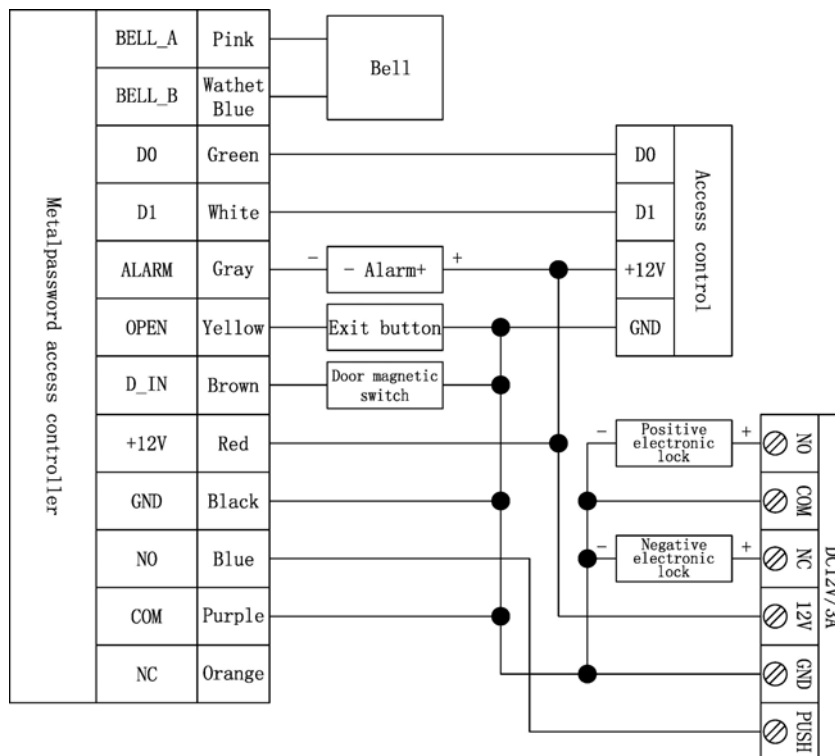 Metalpassword access controller
BELL_A Pink
BELL_B Wathet
Blue
D0 Green
D1 White
ALARM Gray
OPEN Yellow
D_IN Brown
+12V Red
GND Black
NO Blue
COM Purple
NC Orange
Bell
- - Alarm+ +
Exit button
Door magnetic
switch
D0
D1
+12V
GND
Access control
- Positive +
electronic
lock
- Negative +
electronic
lock
NO
COM
NC
12V
GND
PUSH
DC12V/3A